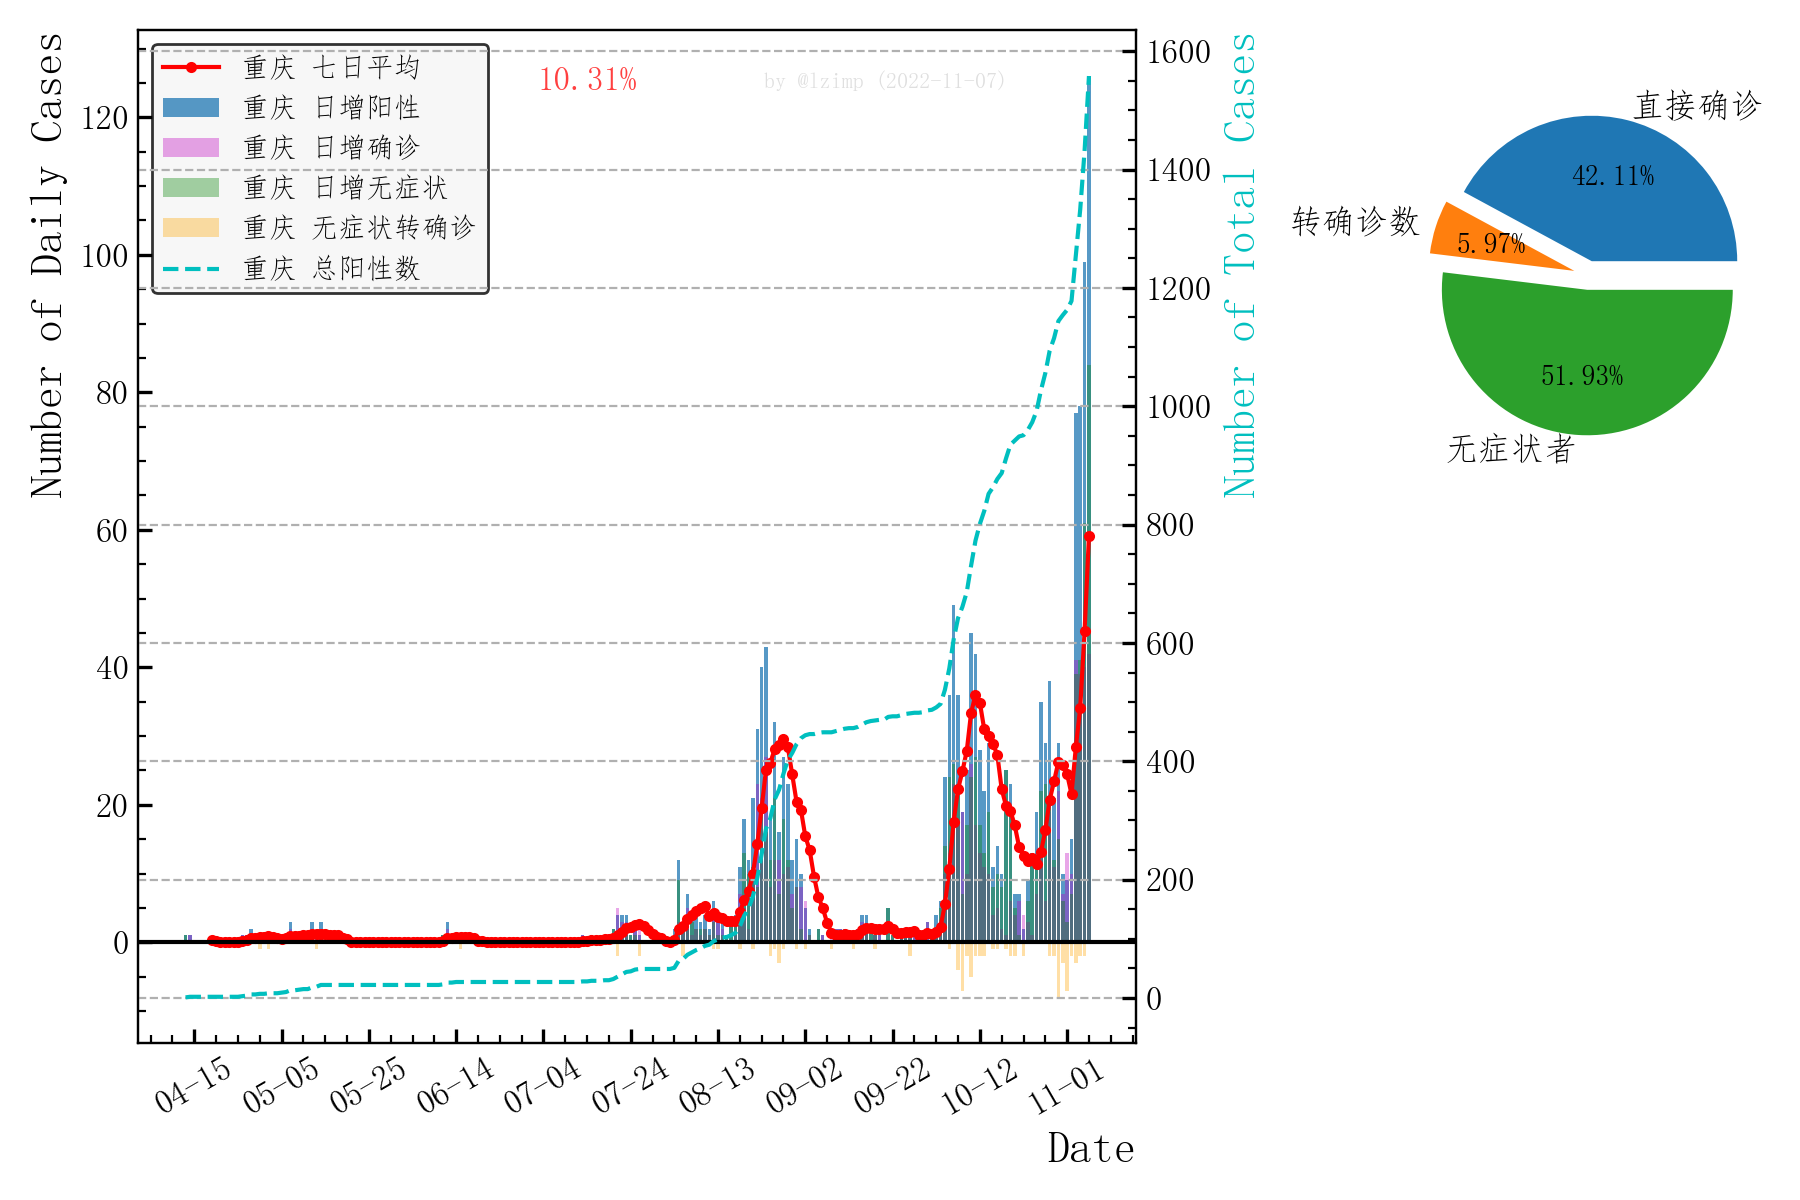 Number of Daily Cases
120
100
80
60
40
20
0
重庆 七日平均
重庆 日增阳性
重庆 日增确诊
重庆 日增无症状
重庆 无症状转确诊
重庆 总阳性数
10.31%
by @lzimp (2022-11-07)
1600
1400
1200
1000
800
600
400
200
0
Number of Total Cases
04-15
05-05
05-25
06-14
07-04
07-24
08-13
09-02
09-22
10-12
11-01
Date
直接确诊
42.11%
转确诊数
5.97%
51.93%
无症状者